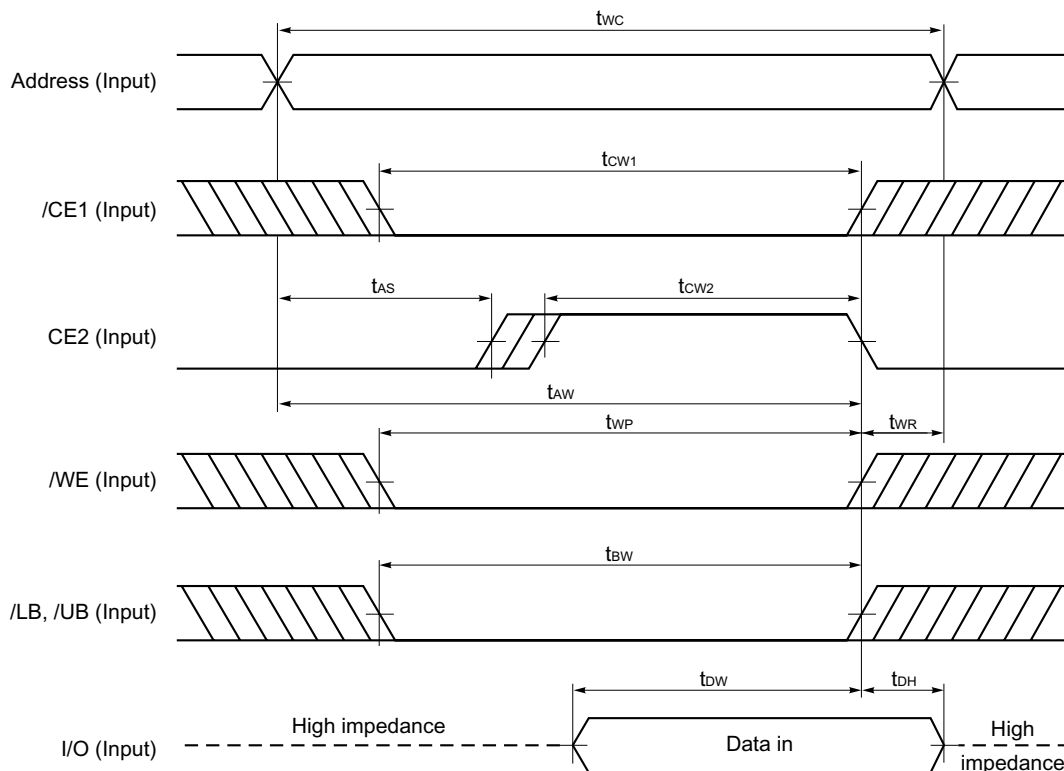 tWC
Address (Input)
tCW1
/CE1 (Input)
tAS
tCW2
CE2 (Input)
tAW
tWP
tWR
/WE (Input)
tBW
/LB, /UB (Input)
tDW
tDH
High impedance
I/O (Input)
Data in
High
impedance